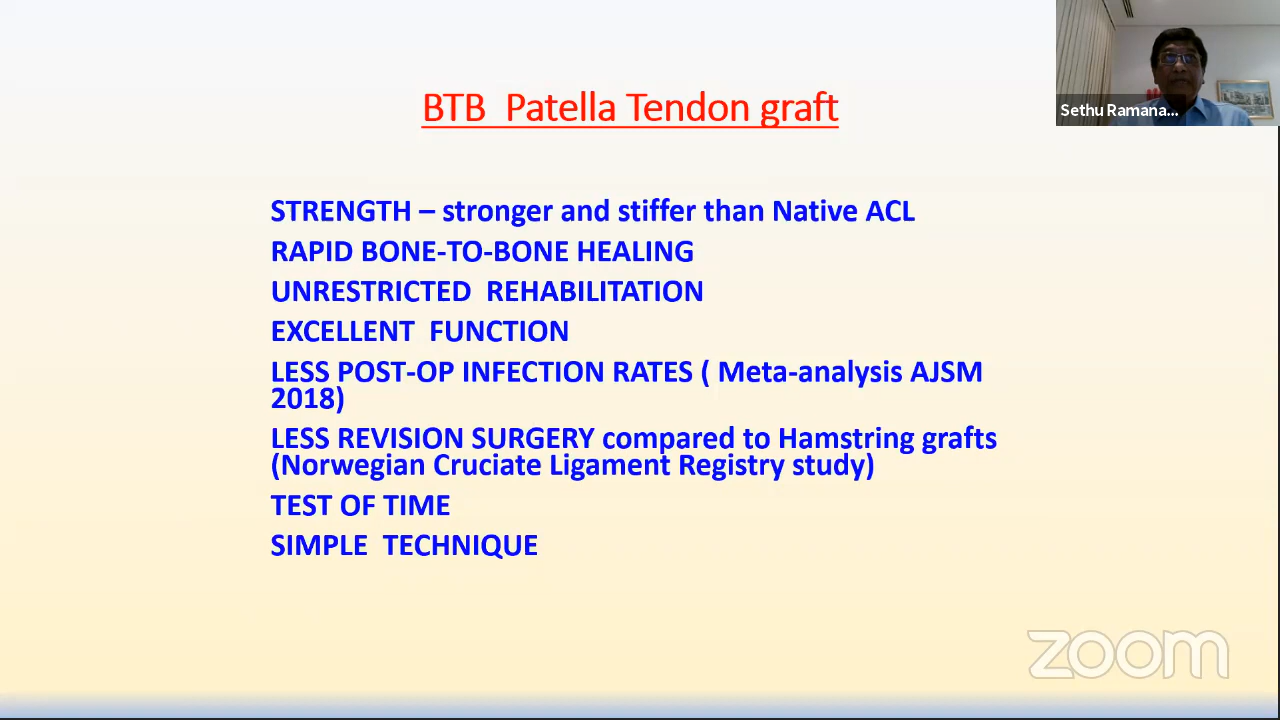 BTB Patella Tendon graft
Sethu Ramana...
STRENGTH – stronger and stiffer than Native ACL
RAPID BONE-TO-BONE HEALING
UNRESTRICTED REHABILITATION
EXCELLENT FUNCTION
LESS POST-OP INFECTION RATES ( Meta-analysis AJSM
2018)
LESS REVISION SURGERY compared to Hamstring grafts
(Norwegian Cruciate Ligament Registry study)
TEST OF TIME
SIMPLE TECHNIQUE
zoom